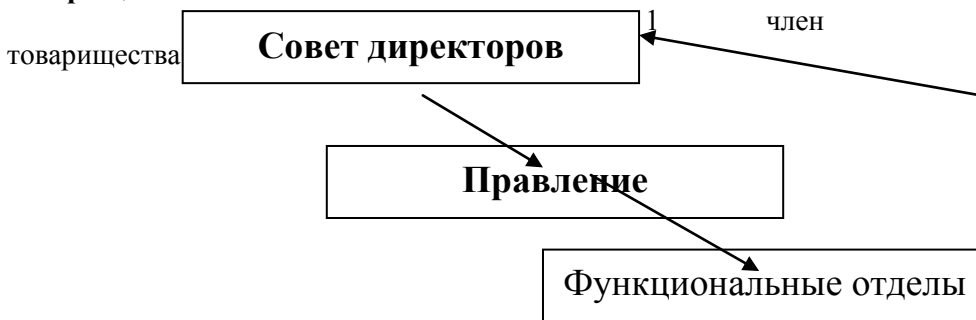 1 член
товарищества
Совет директоров
Правление
Функциональные отделы